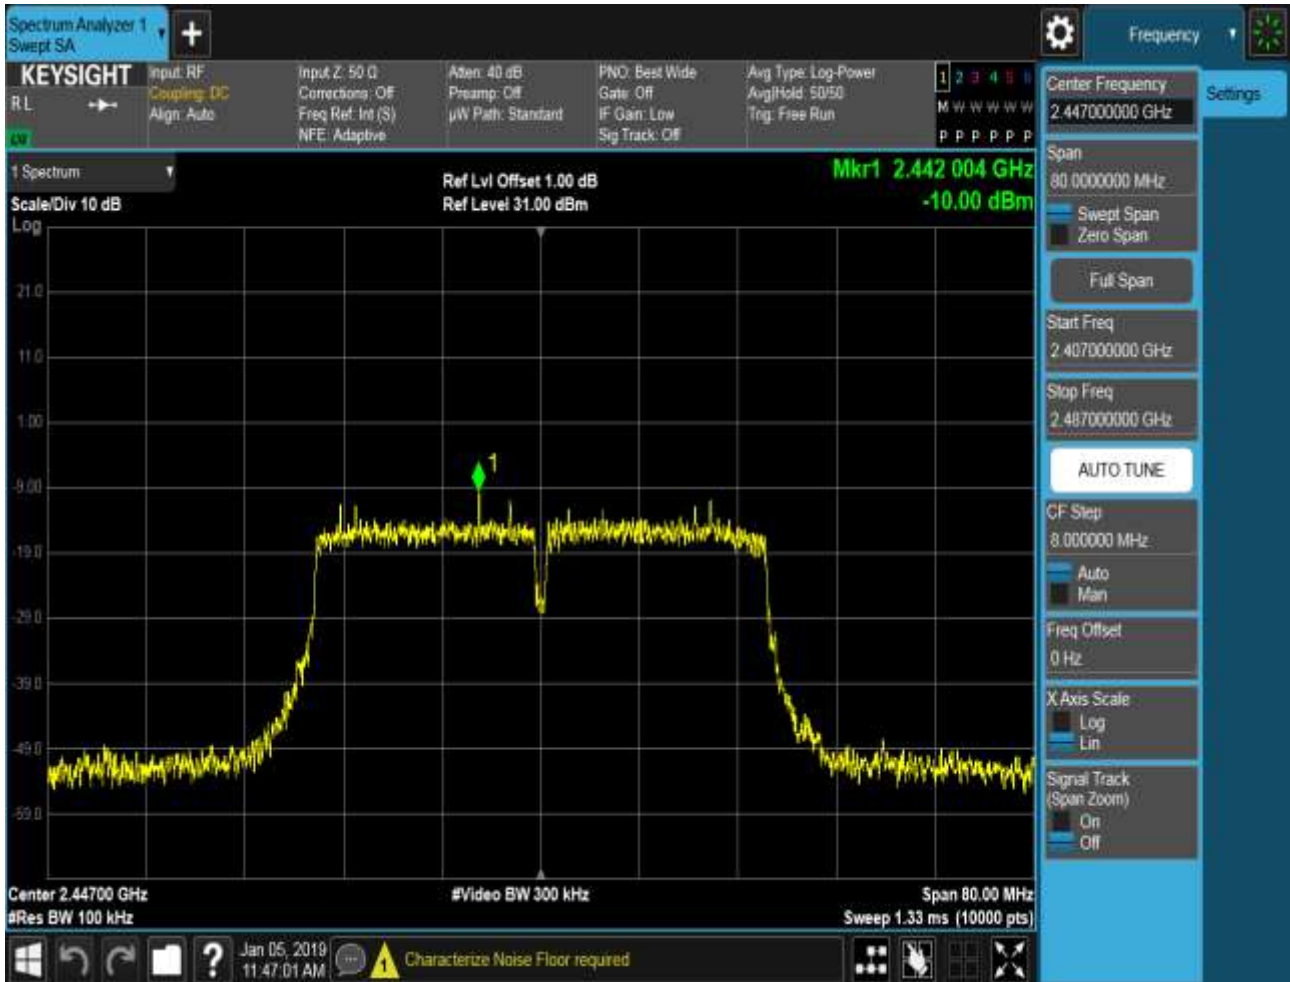 Spectrum Analyzer 1
Swept SA
+
Frequency
KEYSIGHT
RL
Input: RF
Coupling: DC
Align: Auto
Input Z: 50 Ω
Corrections: Off
Freq Ref: Int (S)
NFE: Adaptive
Atten: 40 dB
Preamp: Off
µW Path: Standard
PNO: Best Wide
Gate: Off
IF Gain: Low
Sig Track: Off
Avg Type: Log-Power
Avg|Hold: 50/50
Trig: Free Run
1 2 3 4 5 6
M W W W W W
P P P P P P
1 Spectrum
Scale/Div 10 dB
Log
Ref Lvl Offset 1.00 dB
Ref Level 31.00 dBm
Mkr1 2.442 004 GHz
-10.00 dBm
21.0
11.0
1.00
-9.00
-19.0
-29.0
-39.0
-49.0
-59.0
1
Center 2.44700 GHz
#Res BW 100 kHz
#Video BW 300 kHz
Span 80.00 MHz
Sweep 1.33 ms (10000 pts)
Center Frequency
2.447000000 GHz
Settings
Span
80.0000000 MHz
Swept Span
Zero Span
Full Span
Start Freq
2.407000000 GHz
Stop Freq
2.487000000 GHz
AUTO TUNE
CF Step
8.000000 MHz
Auto
Man
Freq Offset
0 Hz
X Axis Scale
Log
Lin
Signal Track
(Span Zoom)
On
Off
?
Jan 05, 2019
11:47:01 AM
1
Characterize Noise Floor required